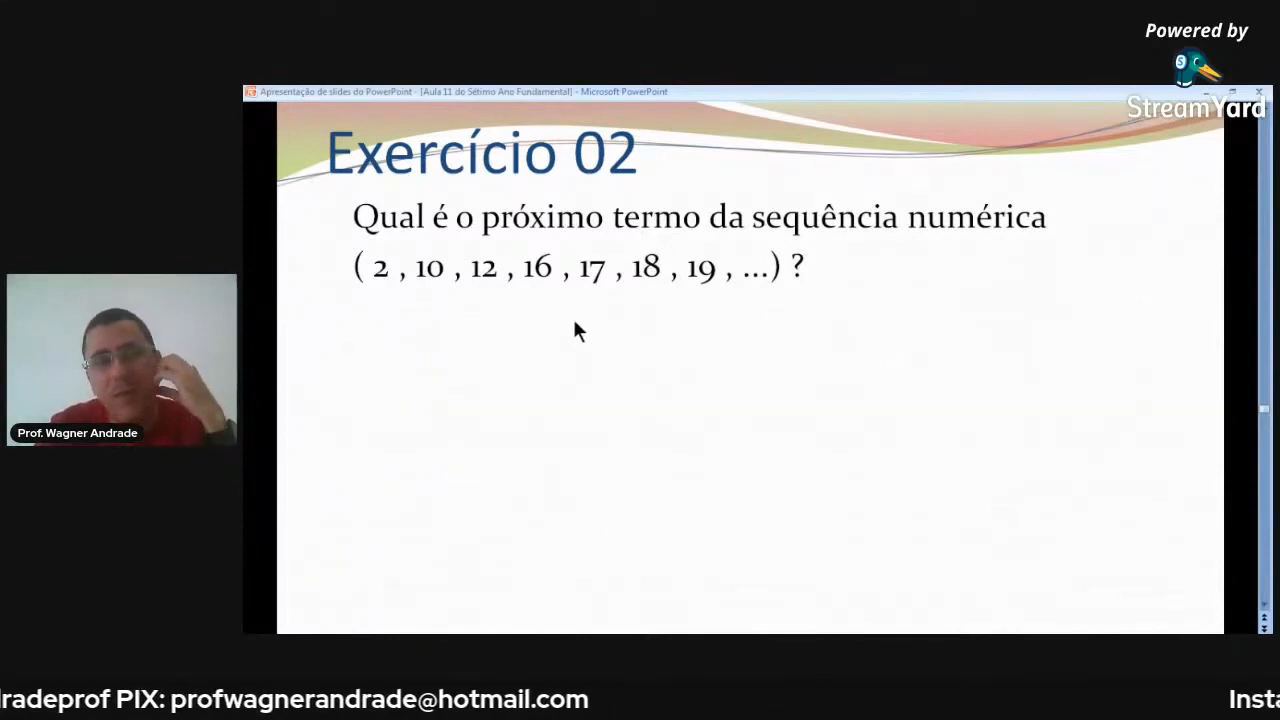 Powered by
StreamYard
Apresentação de slides do PowerPoint - [Aula 11 do Sétimo Ano Fundamental] - Microsoft PowerPoint
Exercício 02
Qual é o próximo termo da sequência numérica
( 2 , 10 , 12 , 16 , 17 , 18 , 19 , ...) ?
Prof. Wagner Andrade
radeprof PIX: profwagnerandrade@hotmail.com
Insta